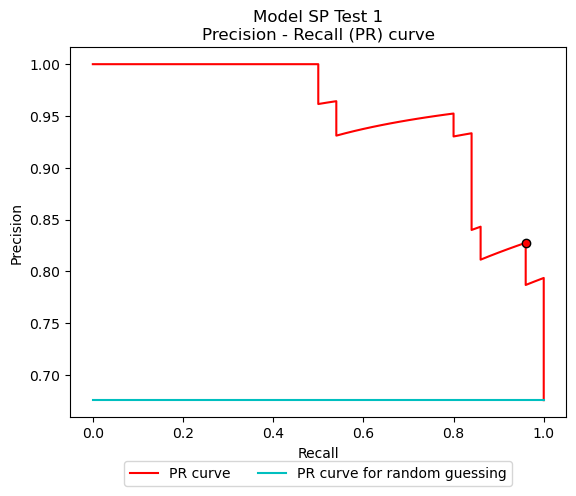 Model SP Test 1
Precision - Recall (PR) curve
1.00
0.95
0.90
0.85
0.80
0.75
0.70
Precision
0.0 0.2 0.4 0.6 0.8 1.0
Recall
PR curve PR curve for random guessing